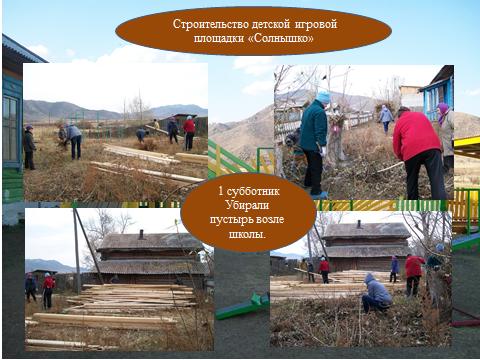 Строительство детской игровой
площадки «Солнышко»
1 субботник
Убирали
пустырь возле
школы.